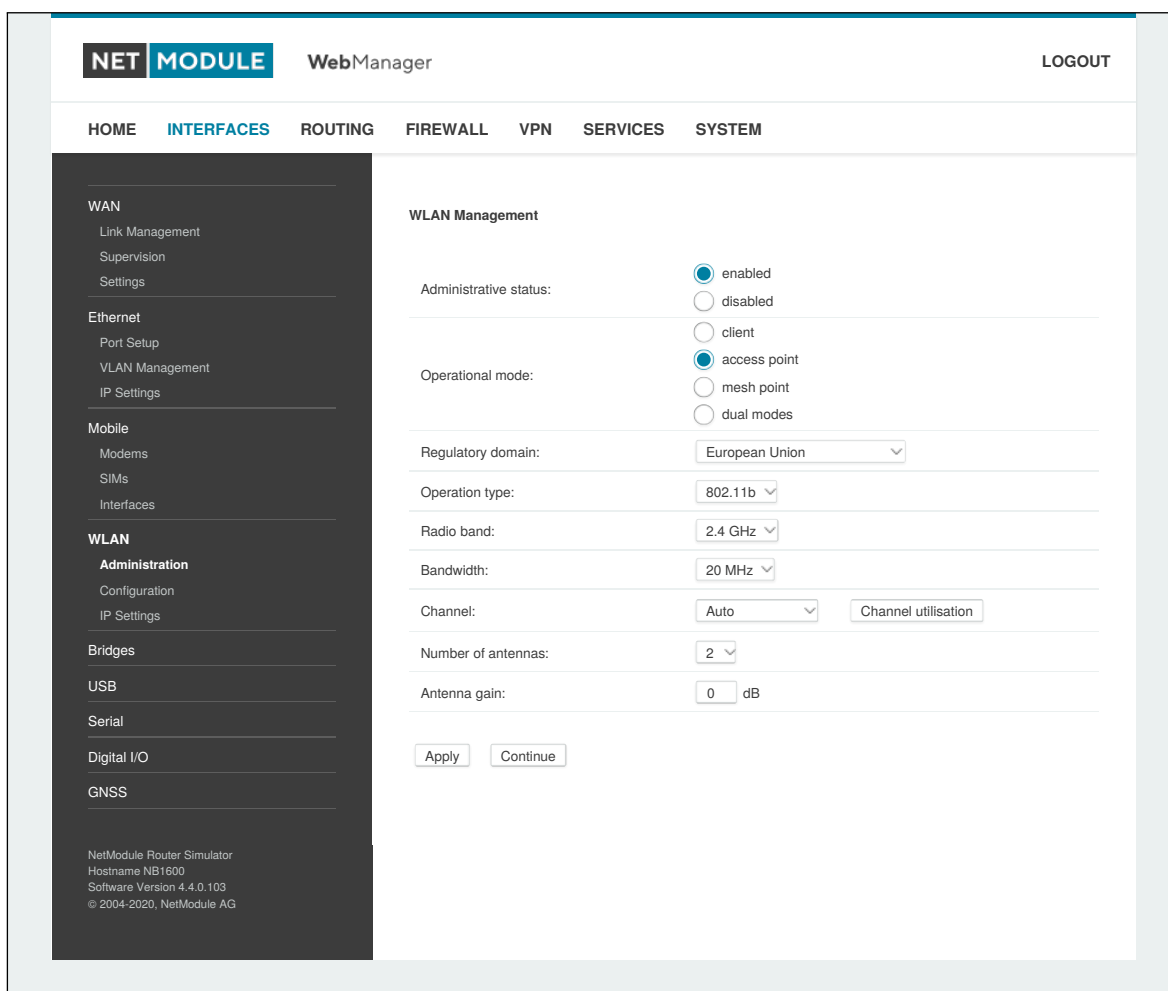 NET MODULE WebManager LOGOUT
HOME INTERFACES ROUTING FIREWALL VPN SERVICES SYSTEM
WAN
Link Management
Supervision
Settings
Ethernet
Port Setup
VLAN Management
IP Settings
Mobile
Modems
SIMs
Interfaces
WLAN
Administration
Configuration
IP Settings
Bridges
USB
Serial
Digital I/O
GNSS
NetModule Router Simulator
Hostname NB1600
Software Version 4.4.0.103
© 2004-2020, NetModule AG
WLAN Management
Administrative status:
enabled
disabled
Operational mode:
client
access point
mesh point
dual modes
Regulatory domain: European Union
Operation type: 802.11b
Radio band: 2.4 GHz
Bandwidth: 20 MHz
Channel: Auto Channel utilisation
Number of antennas: 2
Antenna gain: 0 dB
Apply Continue